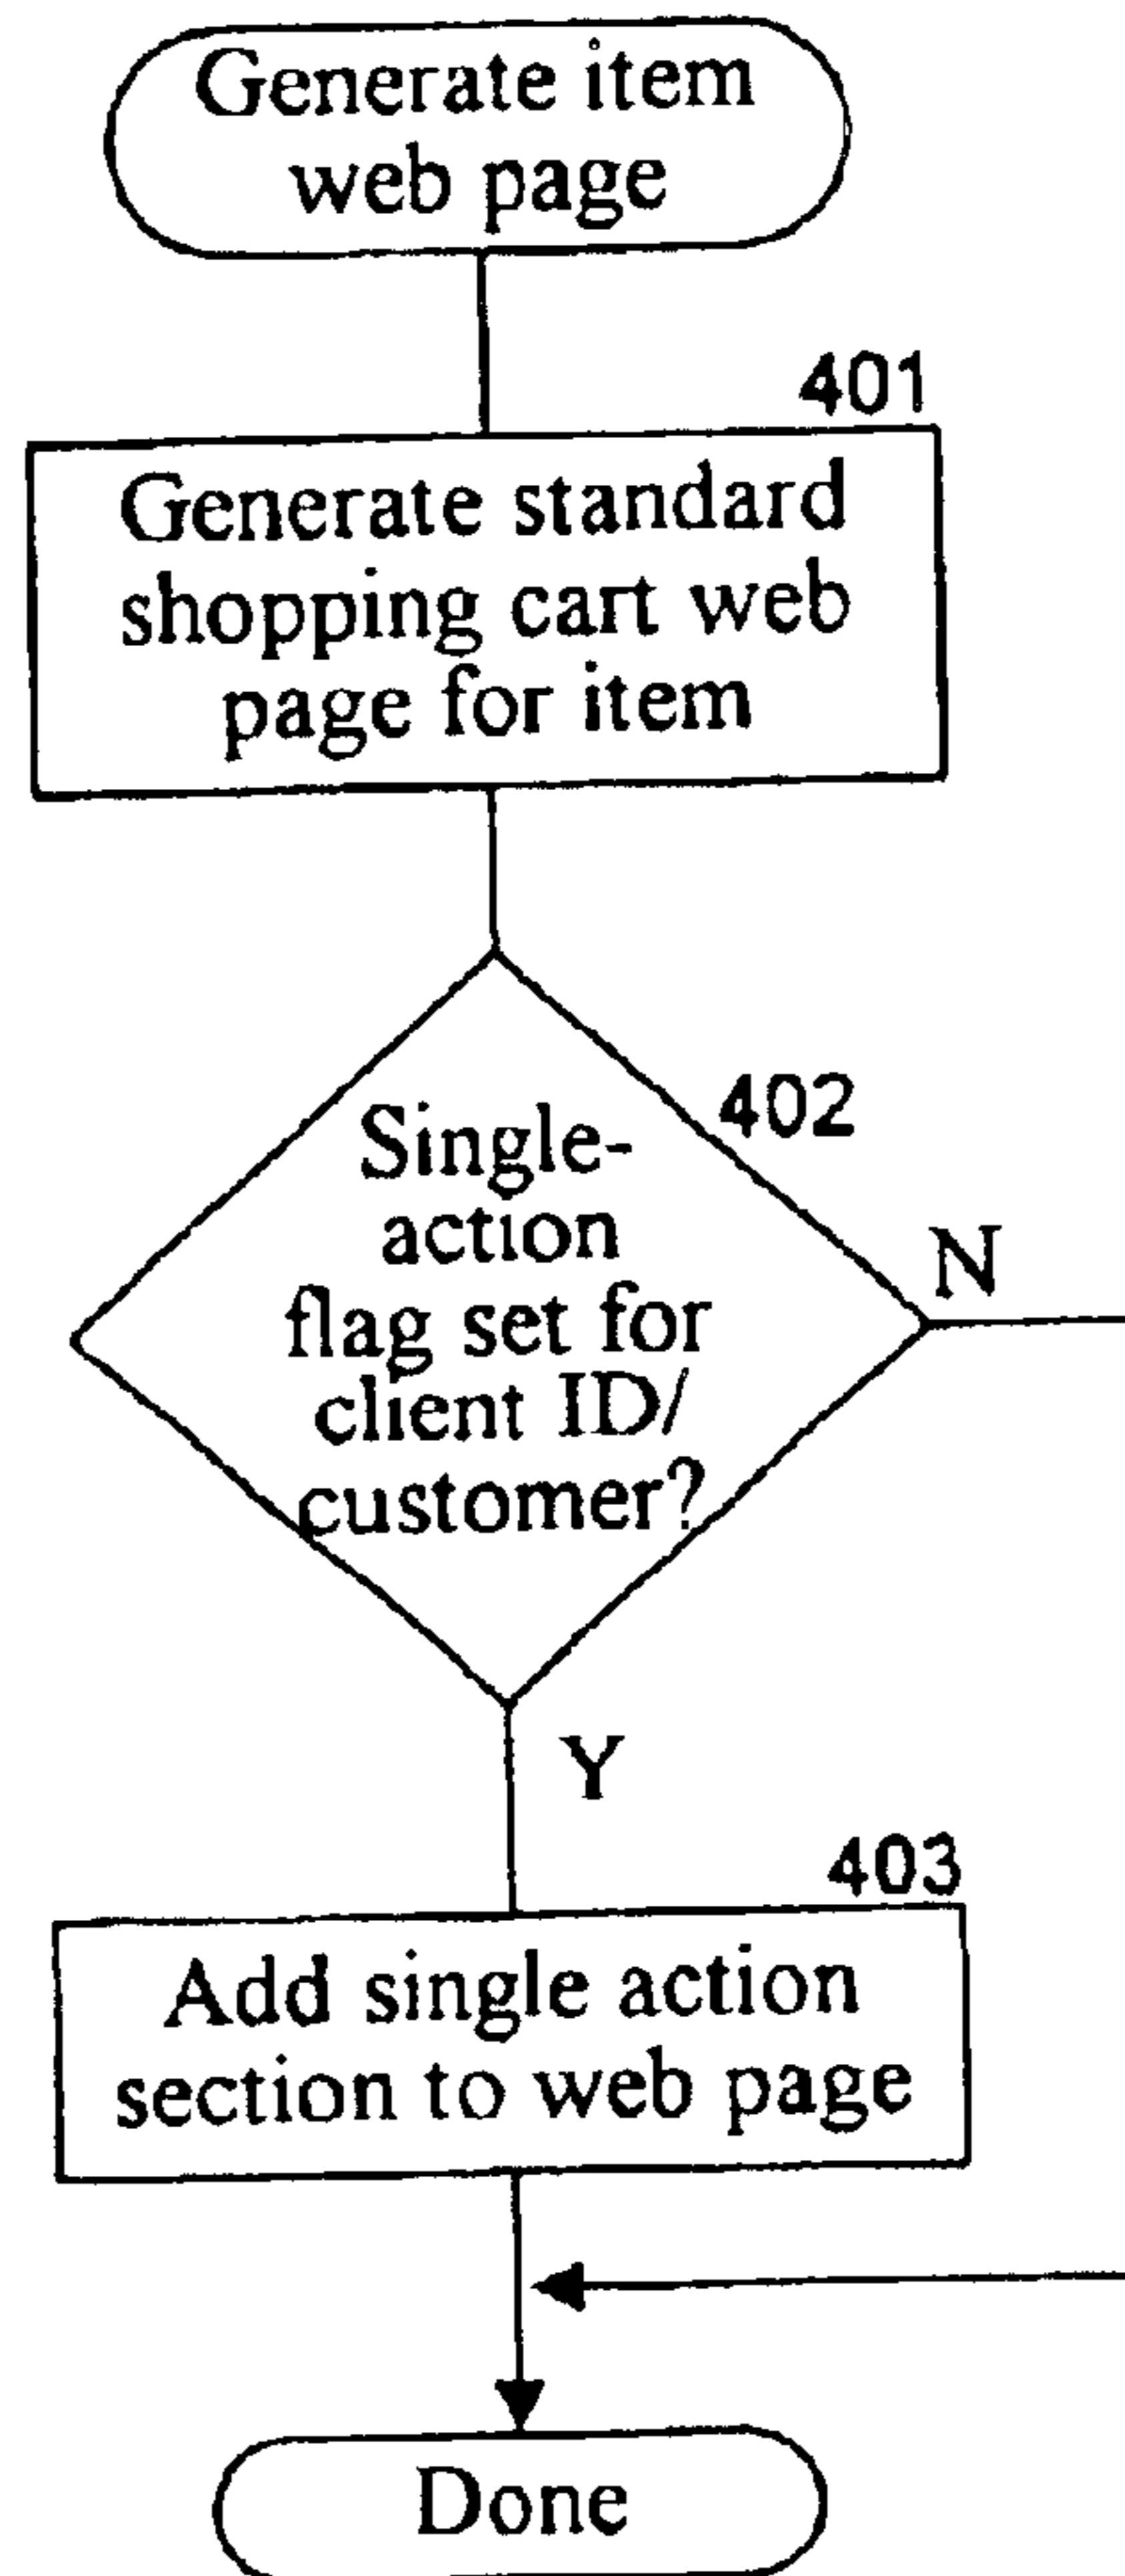 Generate item
web page
401
Generate standard
shopping cart web
page for item
402
Single-
action
flag set for
client ID/
customer?
N
Y
403
Add single action
section to web page
Done